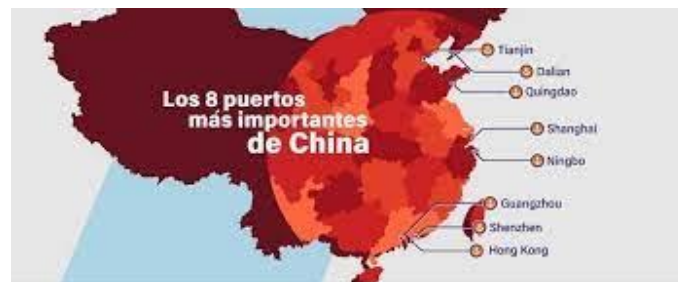 Los 8 puertos
más importantes
de China
Tianjin
Dalian
Quingdao
Shanghai
Ningbo
Guangzhou
Shenzhen
Hong Kong